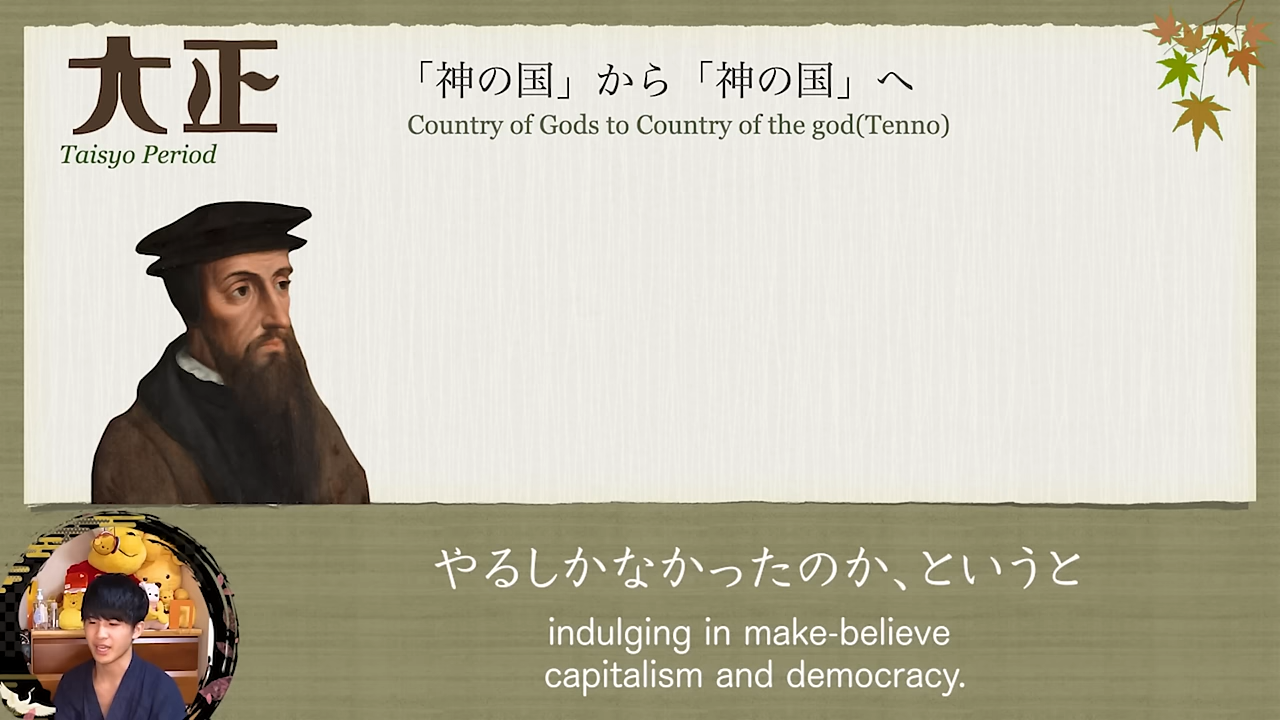 大正
Taisyo Period
「神の国」から「神の国」へ
Country of Gods to Country of the god(Tenno)
やるしかなかったのか、というと
indulging in make-believe
capitalism and democracy.